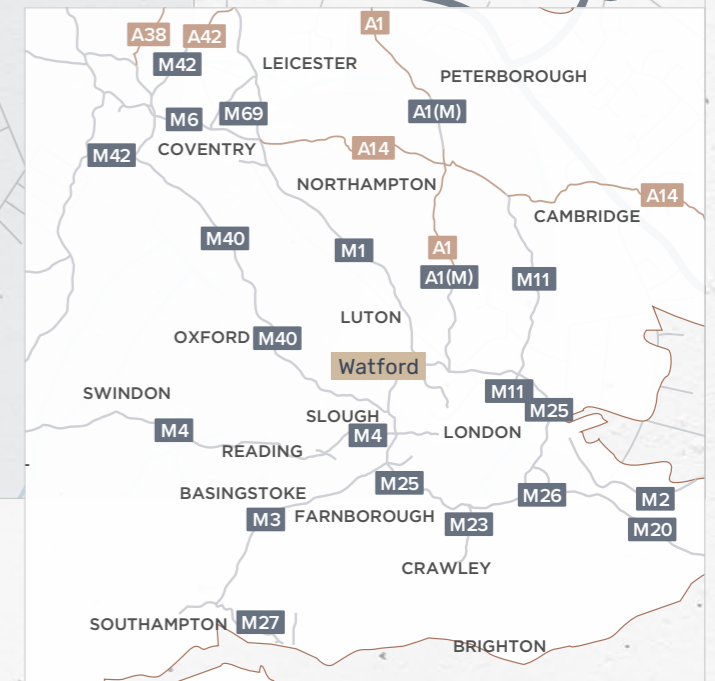 A1
A38 A42
LEICESTER
M42
PETERBOROUGH
A1(M)
M69
M6
A14
COVENTRY
M42
NORTHAMPTON
A14
CAMBRIDGE
M40
A1
M1
A1(M)
M11
LUTON
OXFORD M40
Watford
SWINDON
M11
M25
SLOUGH
M4
M4
LONDON
READING
M25
BASINGSTOKE
M26
M2
M3
FARNBOROUGH
M23
M20
CRAWLEY
SOUTHAMPTON M27
BRIGHTON